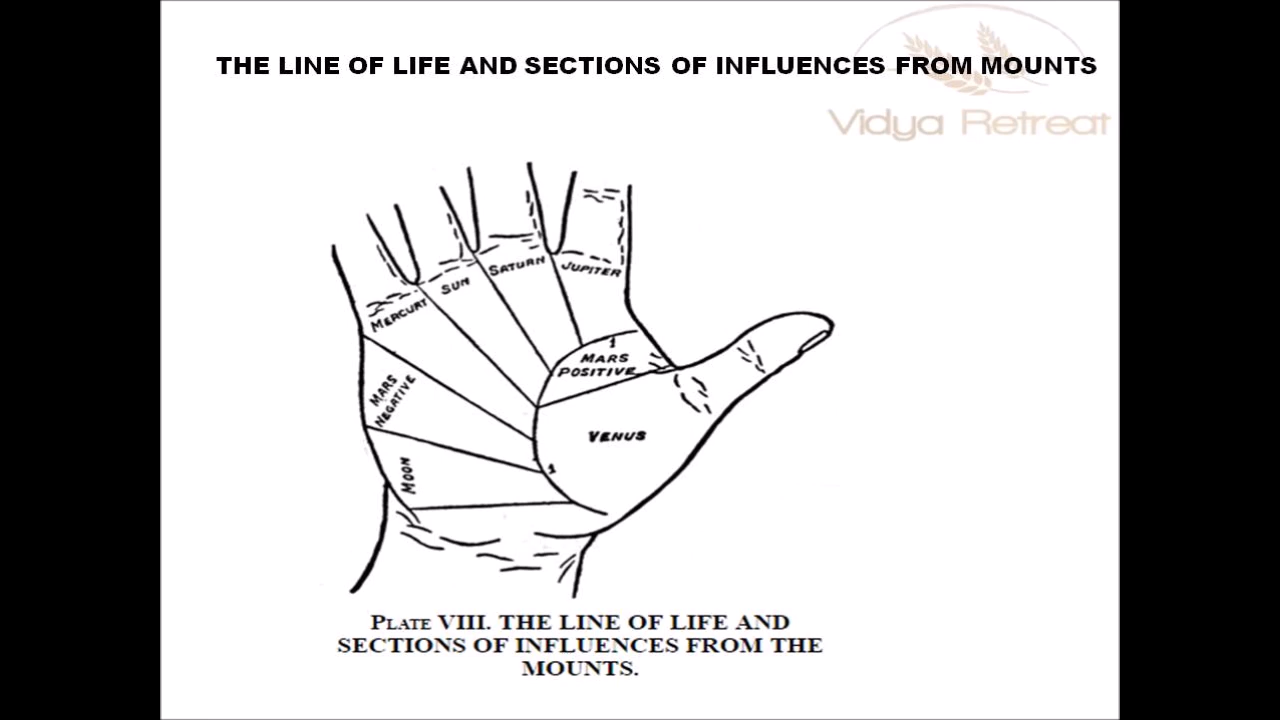 THE LINE OF LIFE AND SECTIONS OF INFLUENCES FROM MOUNTS
Vidya Retreat
JUPITER
SATURN
SUN
MERCURY
1
MARS
POSITIVE
MARS
NEGATIVE
VENUS
1
MOON
PLATE VIII. THE LINE OF LIFE AND
SECTIONS OF INFLUENCES FROM THE
MOUNTS.